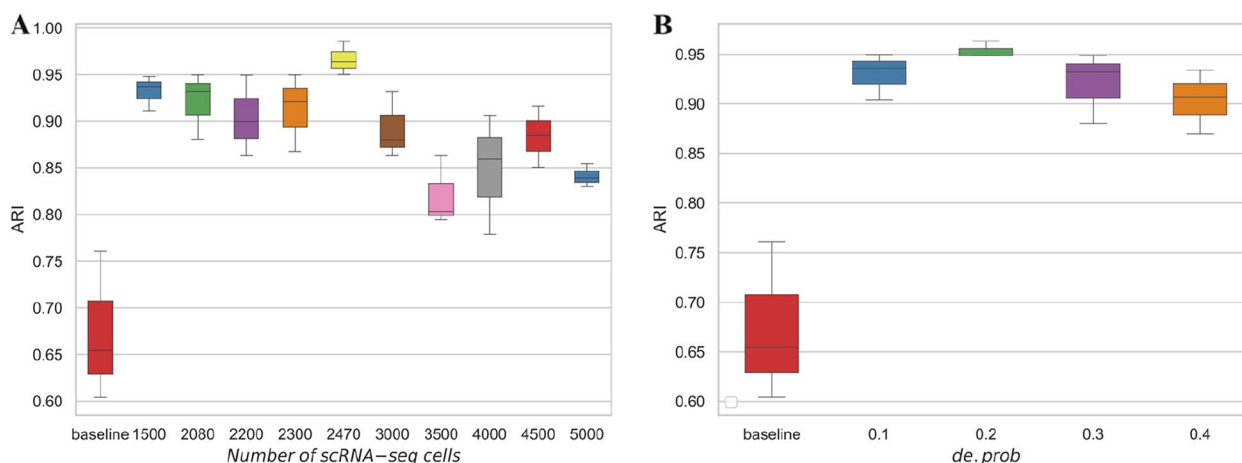 A
1.00
0.95
0.90
0.85
0.80
0.75
0.70
0.65
0.60
ARI
baseline 1500 2080 2200 2300 2470 3000 3500 4000 4500 5000
Number of scRNA−seq cells
B
0.95
0.90
0.85
0.80
0.75
0.70
0.65
0.60
ARI
baseline 0.1 0.2 0.3 0.4
de. prob